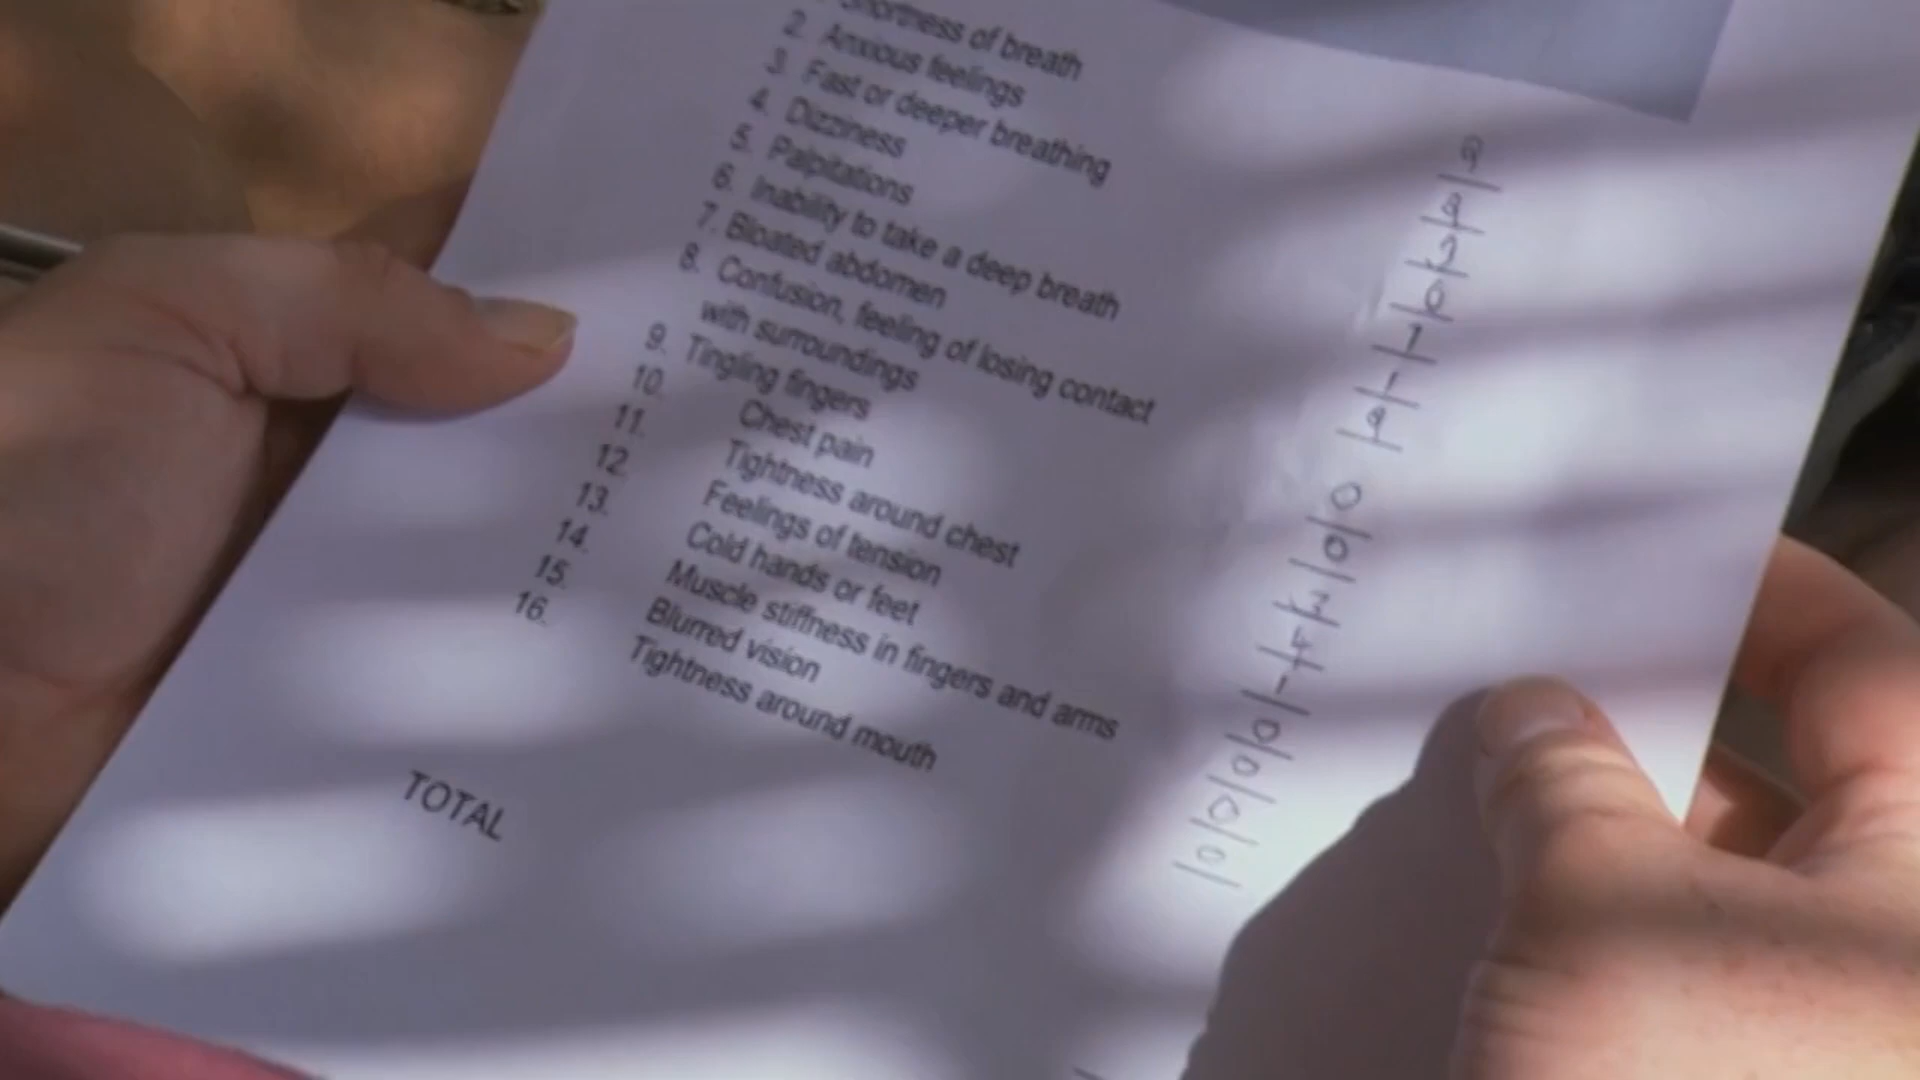 Shortness of breath
2. Anxious feelings
3. Fast or deeper breathing
4. Dizziness
5. Palpitations
6. Inability to take a deep breath
7. Bloated abdomen
8. Confusion, feeling of losing contact
with surroundings
9. Tingling fingers
10. Chest pain
11. Tightness around chest
12. Feelings of tension
13. Cold hands or feet
14. Muscle stiffness in fingers and arms
15. Blurred vision
16. Tightness around mouth
TOTAL